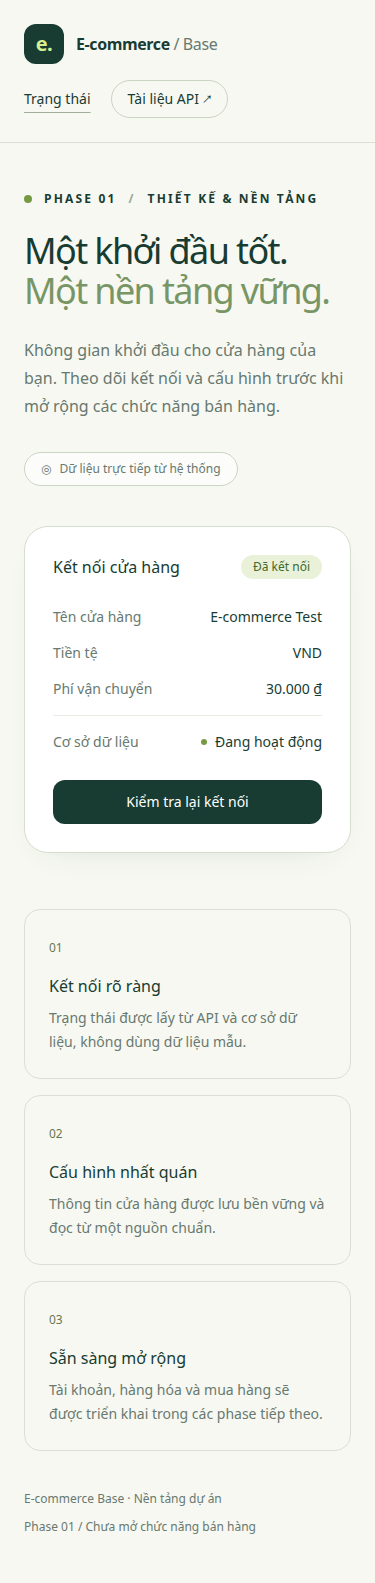 e. E-commerce / Base
Trạng thái Tài liệu API ↗
PHASE 01 / THIẾT KẾ & NỀN TẢNG
Một khởi đầu tốt.
Một nền tảng vững.
Không gian khởi đầu cho cửa hàng của
bạn. Theo dõi kết nối và cấu hình trước khi
mở rộng các chức năng bán hàng.
◎ Dữ liệu trực tiếp từ hệ thống
Kết nối cửa hàng Đã kết nối
Tên cửa hàng E-commerce Test
Tiền tệ VND
Phí vận chuyển 30.000 ₫
Cơ sở dữ liệu Đang hoạt động
Kiểm tra lại kết nối
01
Kết nối rõ ràng
Trạng thái được lấy từ API và cơ sở dữ
liệu, không dùng dữ liệu mẫu.
02
Cấu hình nhất quán
Thông tin cửa hàng được lưu bền vững và
đọc từ một nguồn chuẩn.
03
Sẵn sàng mở rộng
Tài khoản, hàng hóa và mua hàng sẽ
được triển khai trong các phase tiếp theo.
E-commerce Base · Nền tảng dự án
Phase 01 / Chưa mở chức năng bán hàng